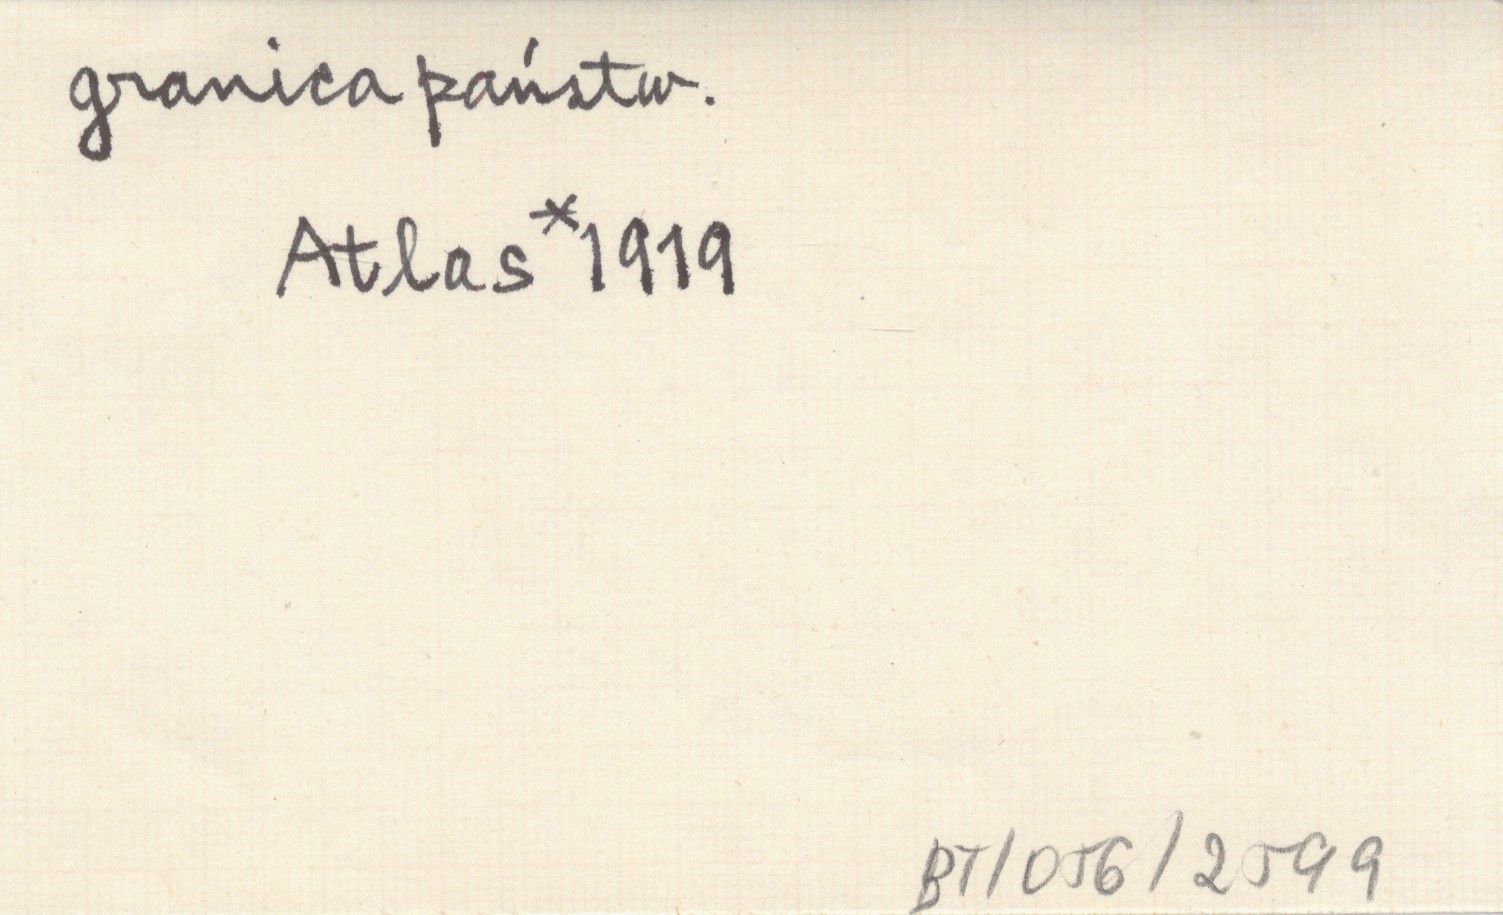 granica państw.
Atlas*1919
BT/056/2599